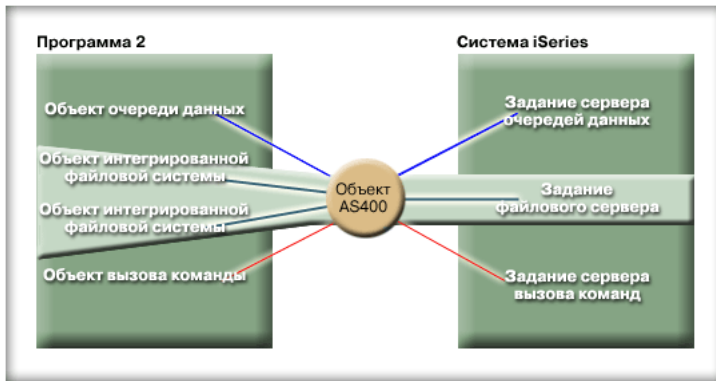 Программа 2
Система iSeries
Объект очереди данных
Задание сервера
очередей данных
Объект интегрированной
файловой системы
Объект
AS400
Задание
файлового сервера
Объект интегрированной
файловой системы
Объект вызова команды
Задание сервера
вызова команд